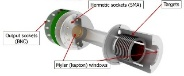 Hermetic sockets (SMA)
Targets
Output sockets
(BNC)
Mylar (kapton) windows